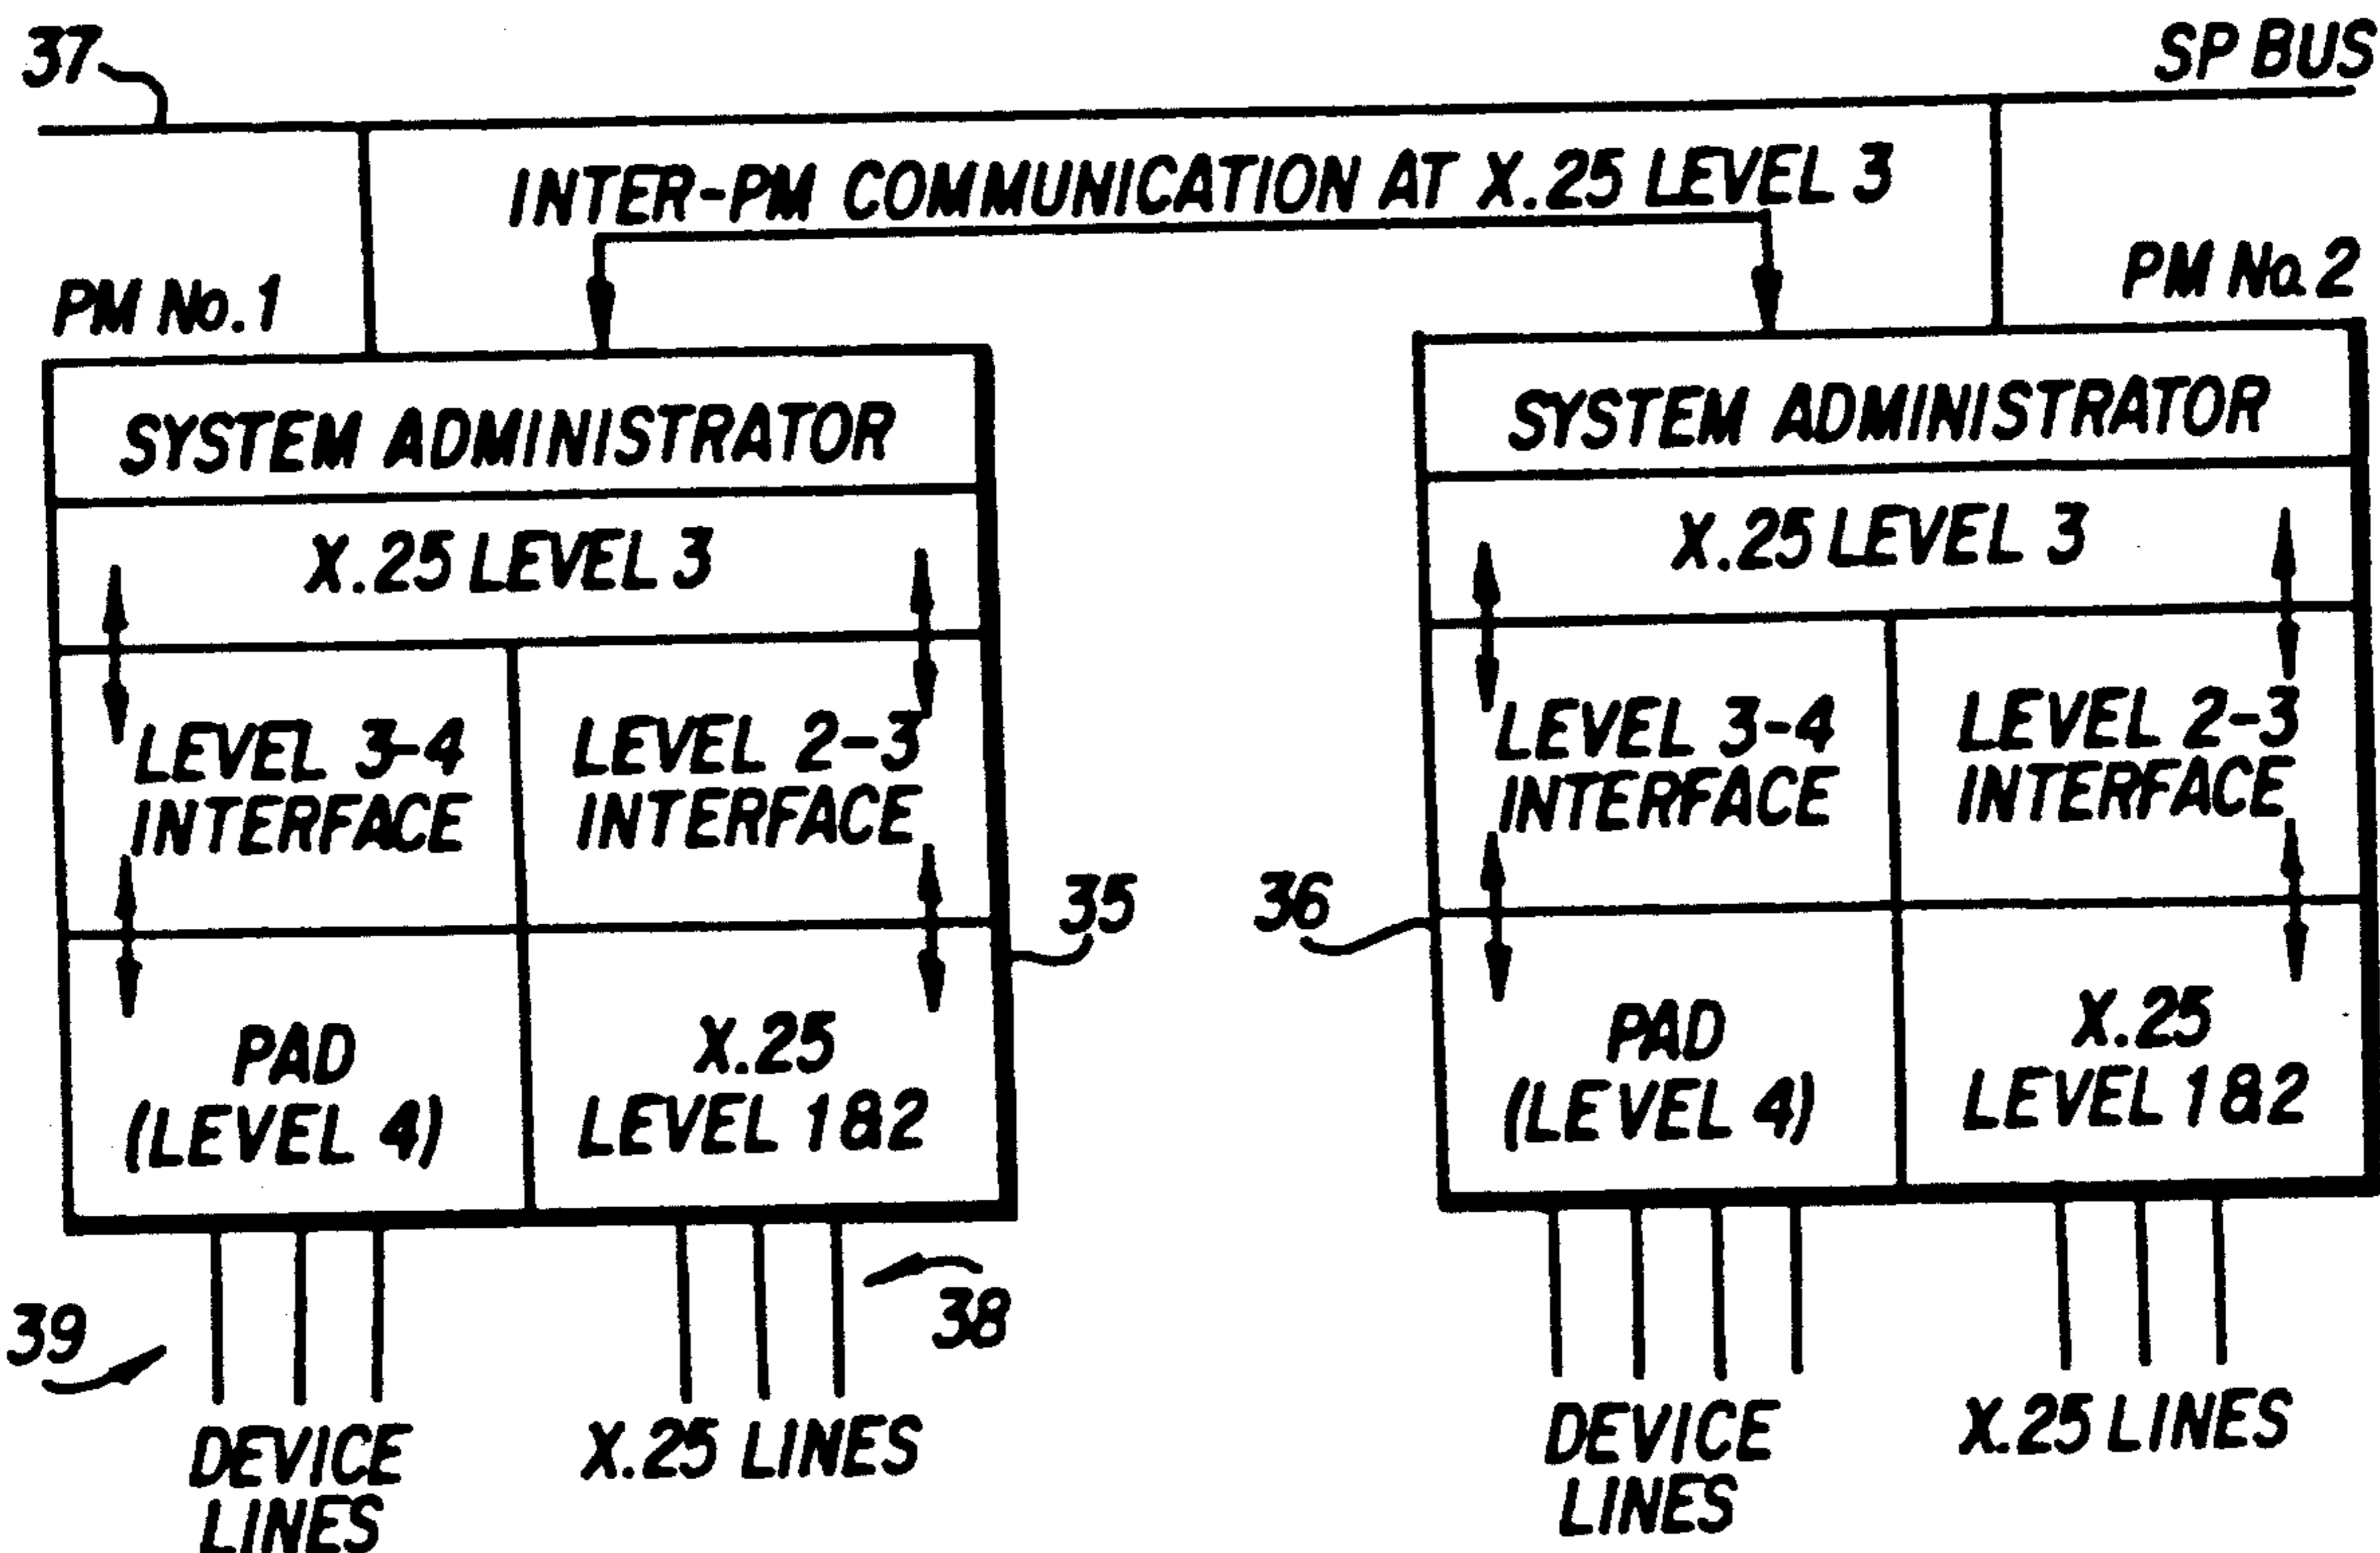 37
SP BUS
INTER-PM COMMUNICATION AT X.25 LEVEL 3
PM No. 1
PM No. 2
SYSTEM ADMINISTRATOR
X.25 LEVEL 3
LEVEL 3-4
INTERFACE
LEVEL 2-3
INTERFACE
PAD
(LEVEL 4)
X.25
LEVEL 1&2
35
39
38
DEVICE
LINES
X.25 LINES
SYSTEM ADMINISTRATOR
X.25 LEVEL 3
LEVEL 3-4
INTERFACE
LEVEL 2-3
INTERFACE
36
PAD
(LEVEL 4)
X.25
LEVEL 1&2
DEVICE
LINES
X.25 LINES